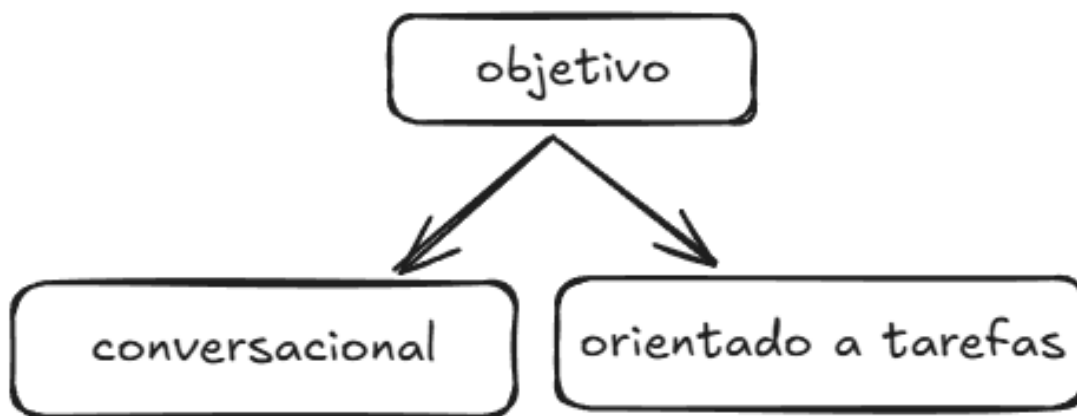 objetivo
conversacional
orientado a tarefas